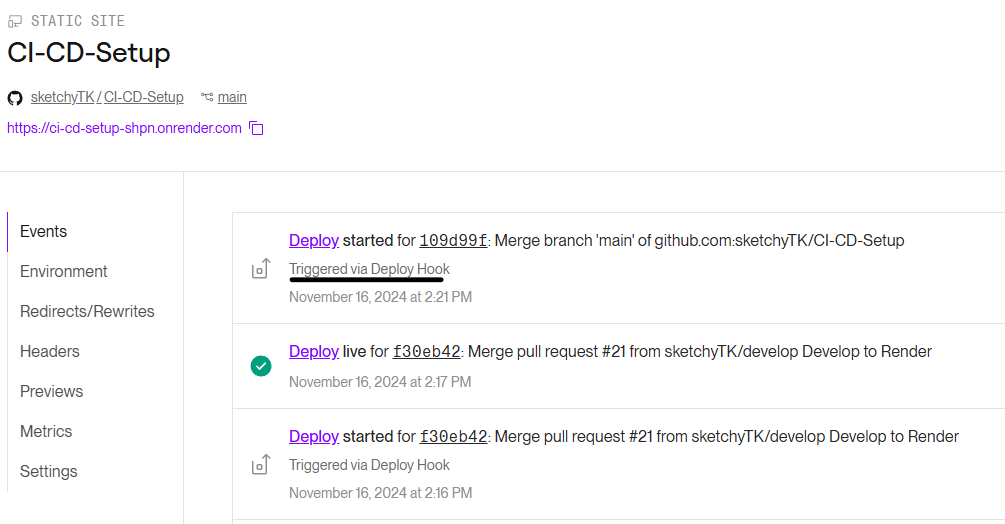 STATIC SITE
CI-CD-Setup
sketchyTK / CI-CD-Setup main
https://ci-cd-setup-shpn.onrender.com
Events
Environment
Redirects/Rewrites
Headers
Previews
Metrics
Settings
Deploy started for 109d99f: Merge branch 'main' of github.com:sketchyTK/CI-CD-Setup
Triggered via Deploy Hook
November 16, 2024 at 2:21 PM
Deploy live for f30eb42: Merge pull request #21 from sketchyTK/develop Develop to Render
November 16, 2024 at 2:17 PM
Deploy started for f30eb42: Merge pull request #21 from sketchyTK/develop Develop to Render
Triggered via Deploy Hook
November 16, 2024 at 2:16 PM